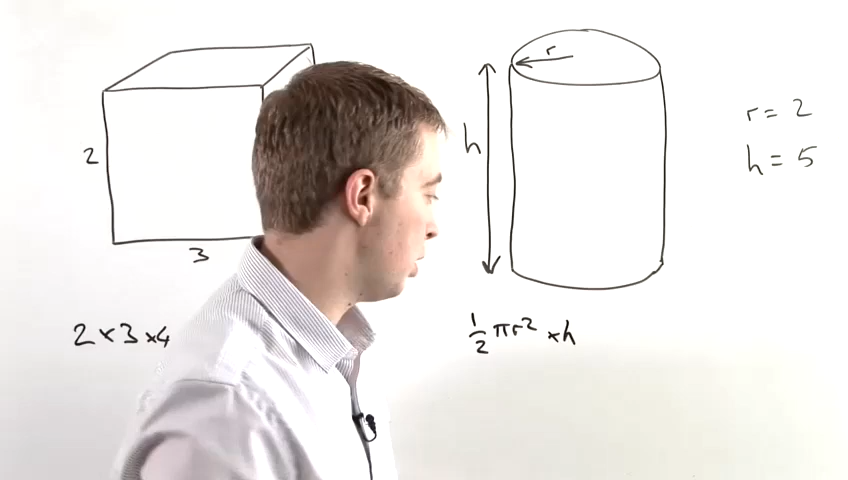 2
3
2 × 3 × 4
r
h
½ πr² × h
r = 2
h = 5